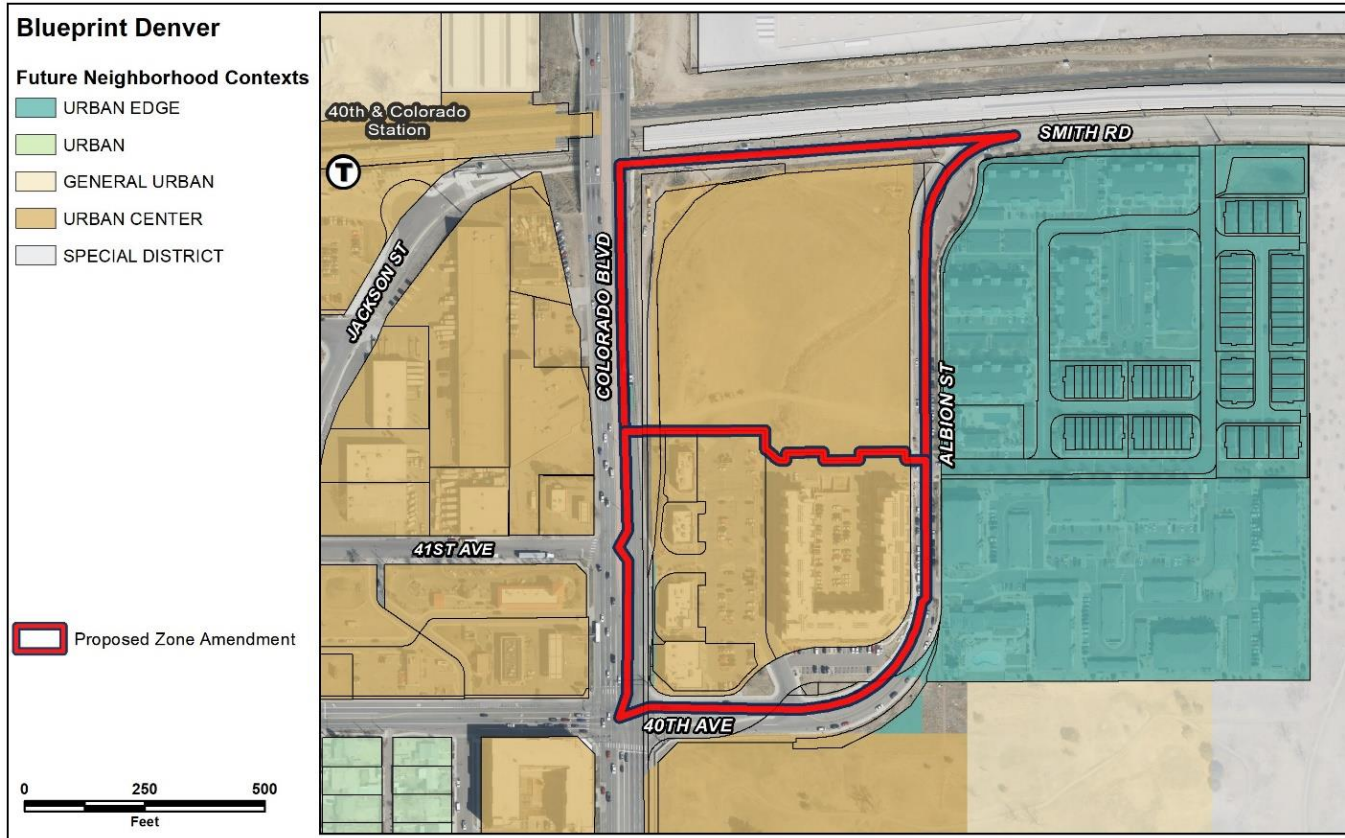 Blueprint Denver
Future Neighborhood Contexts
URBAN EDGE
URBAN
GENERAL URBAN
URBAN CENTER
SPECIAL DISTRICT
Proposed Zone Amendment
0 250 500
Feet
40th & Colorado
Station
T
SMITH RD
JACKSON ST
COLORADO BLVD
ALBION ST
41ST AVE
40TH AVE